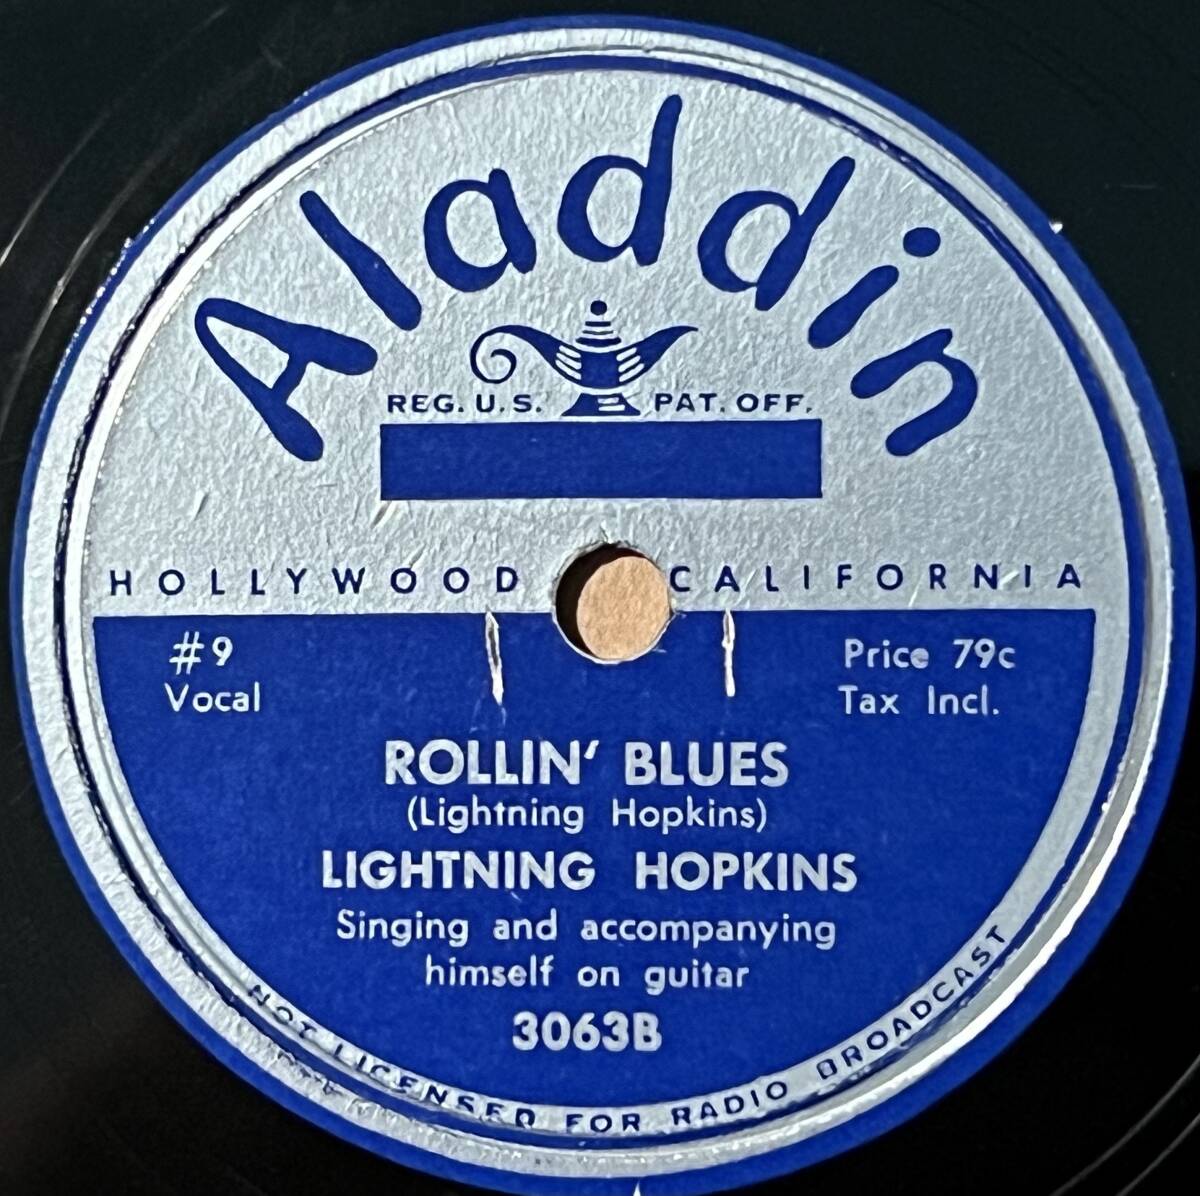 Aladdin
REG. U.S. PAT. OFF.
HOLLYWOOD CALIFORNIA
#9
Vocal
Price 79c
Tax Incl.
ROLLIN' BLUES
(Lightning Hopkins)
LIGHTNING HOPKINS
Singing and accompanying
himself on guitar
3063B
NOT LICENSED FOR RADIO BROADCAST